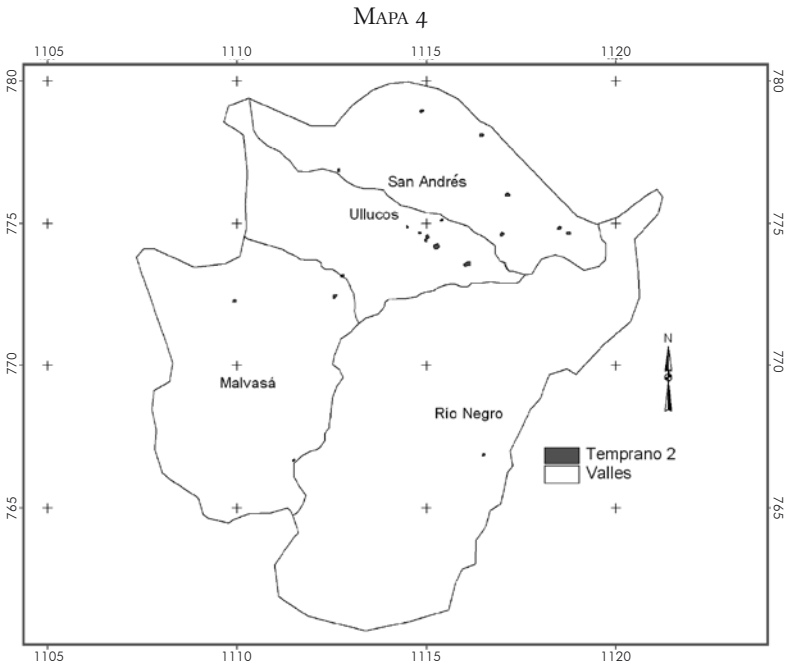 MAPA 4
1105 1110 1115 1120
780 780
San Andrés
Ullucos
775 775
N
770 770
Malvasá
Río Negro
Temprano 2
Valles
765 765
1105 1110 1115 1120